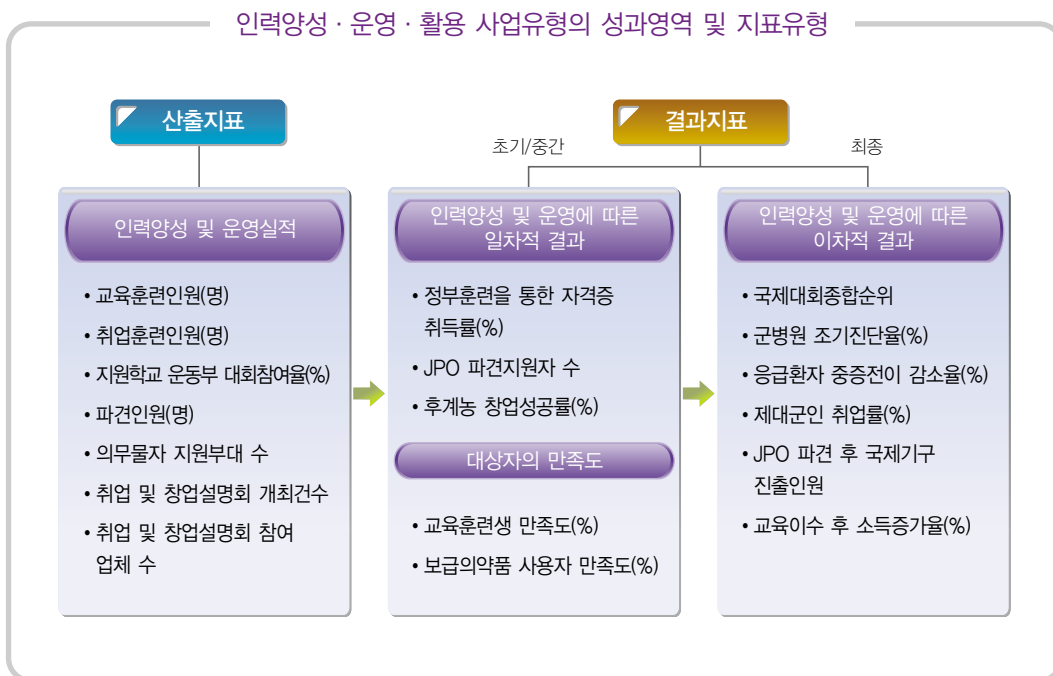 인력양성 · 운영 · 활용 사업유형의 성과영역 및 지표유형
산출지표
결과지표
초기/중간
최종
인력양성 및 운영실적
• 교육훈련인원(명)
• 취업훈련인원(명)
• 지원학교 운동부 대회참여율(%)
• 파견인원(명)
• 의무물자 지원부대 수
• 취업 및 창업설명회 개최건수
• 취업 및 창업설명회 참여
업체 수
인력양성 및 운영에 따른
일차적 결과
• 정부훈련을 통한 자격증
취득률(%)
• JPO 파견지원자 수
• 후계농 창업성공률(%)
대상자의 만족도
• 교육훈련생 만족도(%)
• 보급의약품 사용자 만족도(%)
인력양성 및 운영에 따른
이차적 결과
• 국제대회종합순위
• 군병원 조기진단율(%)
• 응급환자 중증전이 감소율(%)
• 제대군인 취업률(%)
• JPO 파견 후 국제기구
진출인원
• 교육이수 후 소득증가율(%)